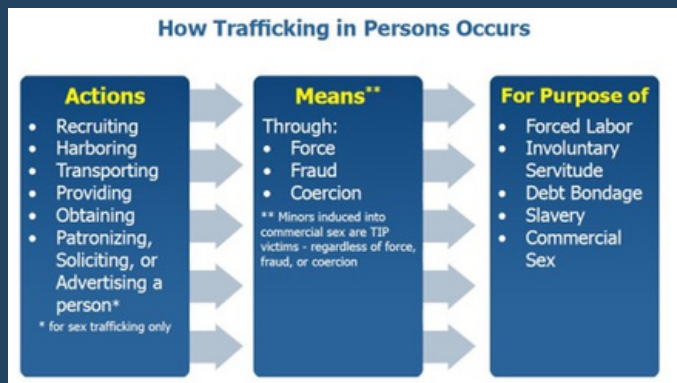 How Trafficking in Persons Occurs
Actions
• Recruiting
• Harboring
• Transporting
• Providing
• Obtaining
• Patronizing,
Soliciting, or
Advertising a
person*
* for sex trafficking only
Means**
Through:
• Force
• Fraud
• Coercion
** Minors induced into
commercial sex are TIP
victims - regardless of force,
fraud, or coercion
For Purpose of
• Forced Labor
• Involuntary
Servitude
• Debt Bondage
• Slavery
• Commercial
Sex